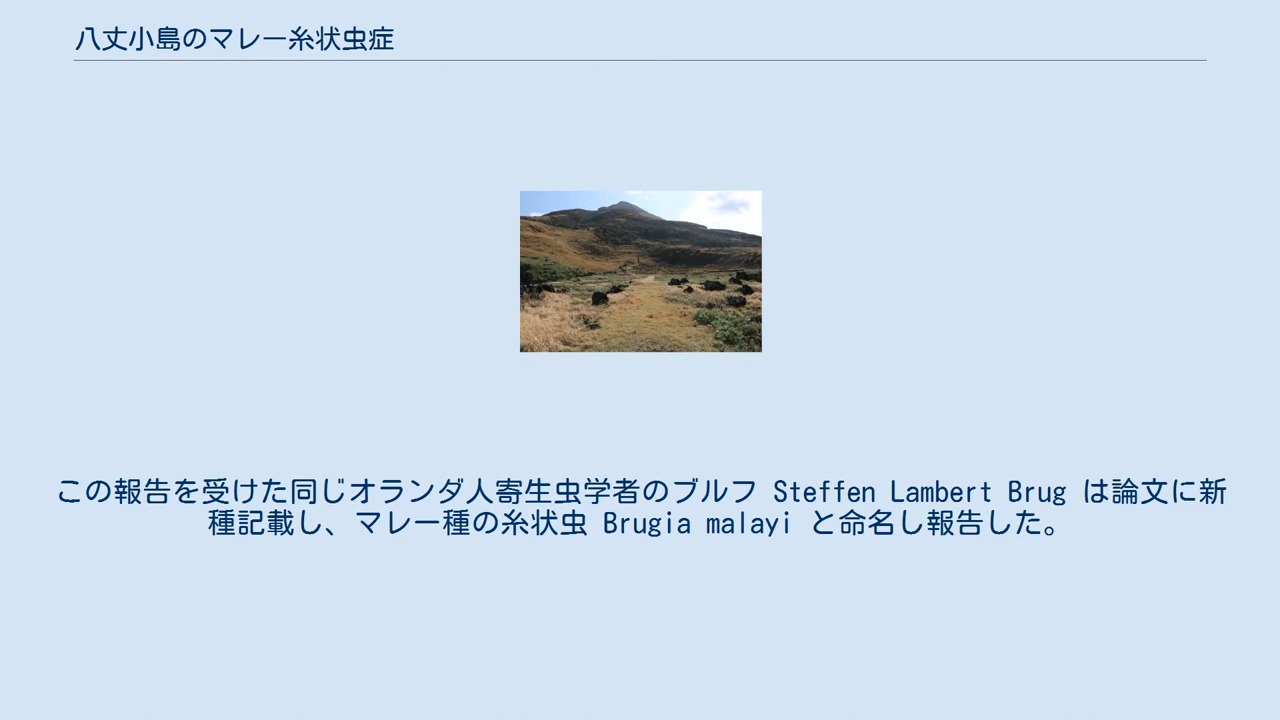 八丈小島のマレー糸状虫症
この報告を受けた同じオランダ人寄生虫学者のブルフ Steffen Lambert Brug は論文に新
種記載し、マレー種の糸状虫 Brugia malayi と命名し報告した。